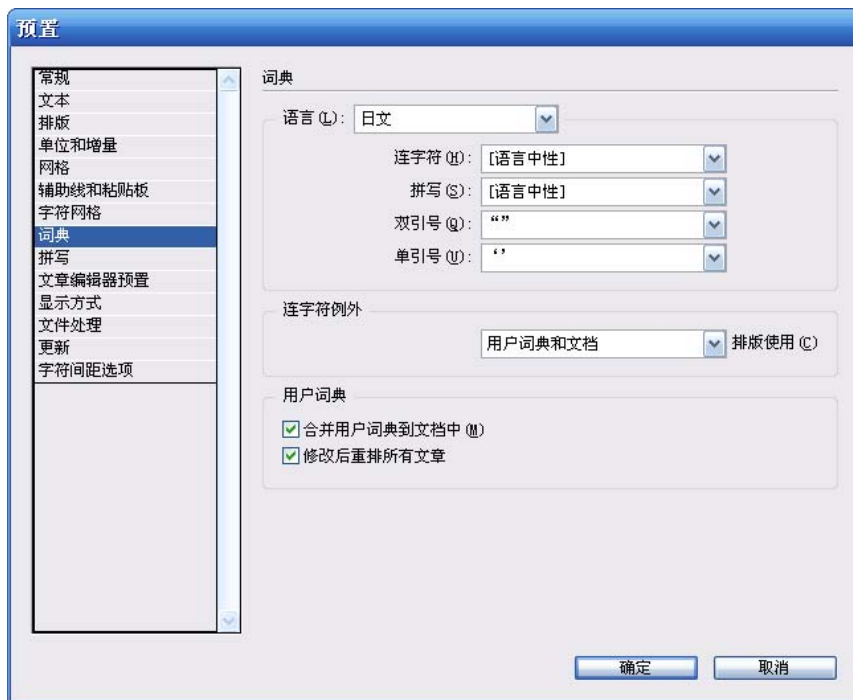 预置
常规
文本
排版
单位和增量
网格
辅助线和粘贴板
字符网格
词典
拼写
文章编辑器预置
显示方式
文件处理
更新
字符间距选项
词典
语言(L): 日文
连字符(H): [语言中性]
拼写(S): [语言中性]
双引号(Q): “”
单引号(U): ‘’
连字符例外
用户词典和文档 排版使用(C)
用户词典
合并用户词典到文档中(M)
修改后重排所有文章
确定 取消